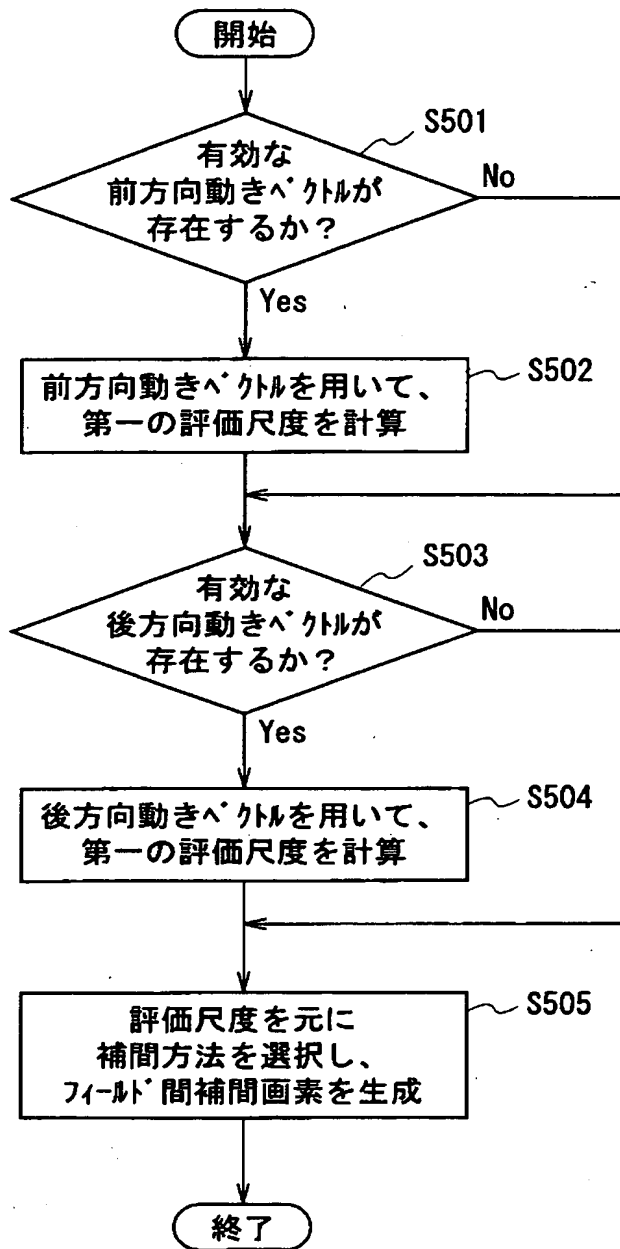 開始
S501
有効な
前方向動きﾍﾞｸﾄﾙが
存在するか？
No
Yes
S502
前方向動きﾍﾞｸﾄﾙを用いて、
第一の評価尺度を計算
S503
有効な
後方向動きﾍﾞｸﾄﾙが
存在するか？
No
Yes
S504
後方向動きﾍﾞｸﾄﾙを用いて、
第一の評価尺度を計算
S505
評価尺度を元に
補間方法を選択し、
ﾌｨｰﾙﾄﾞ間補間画素を生成
終了